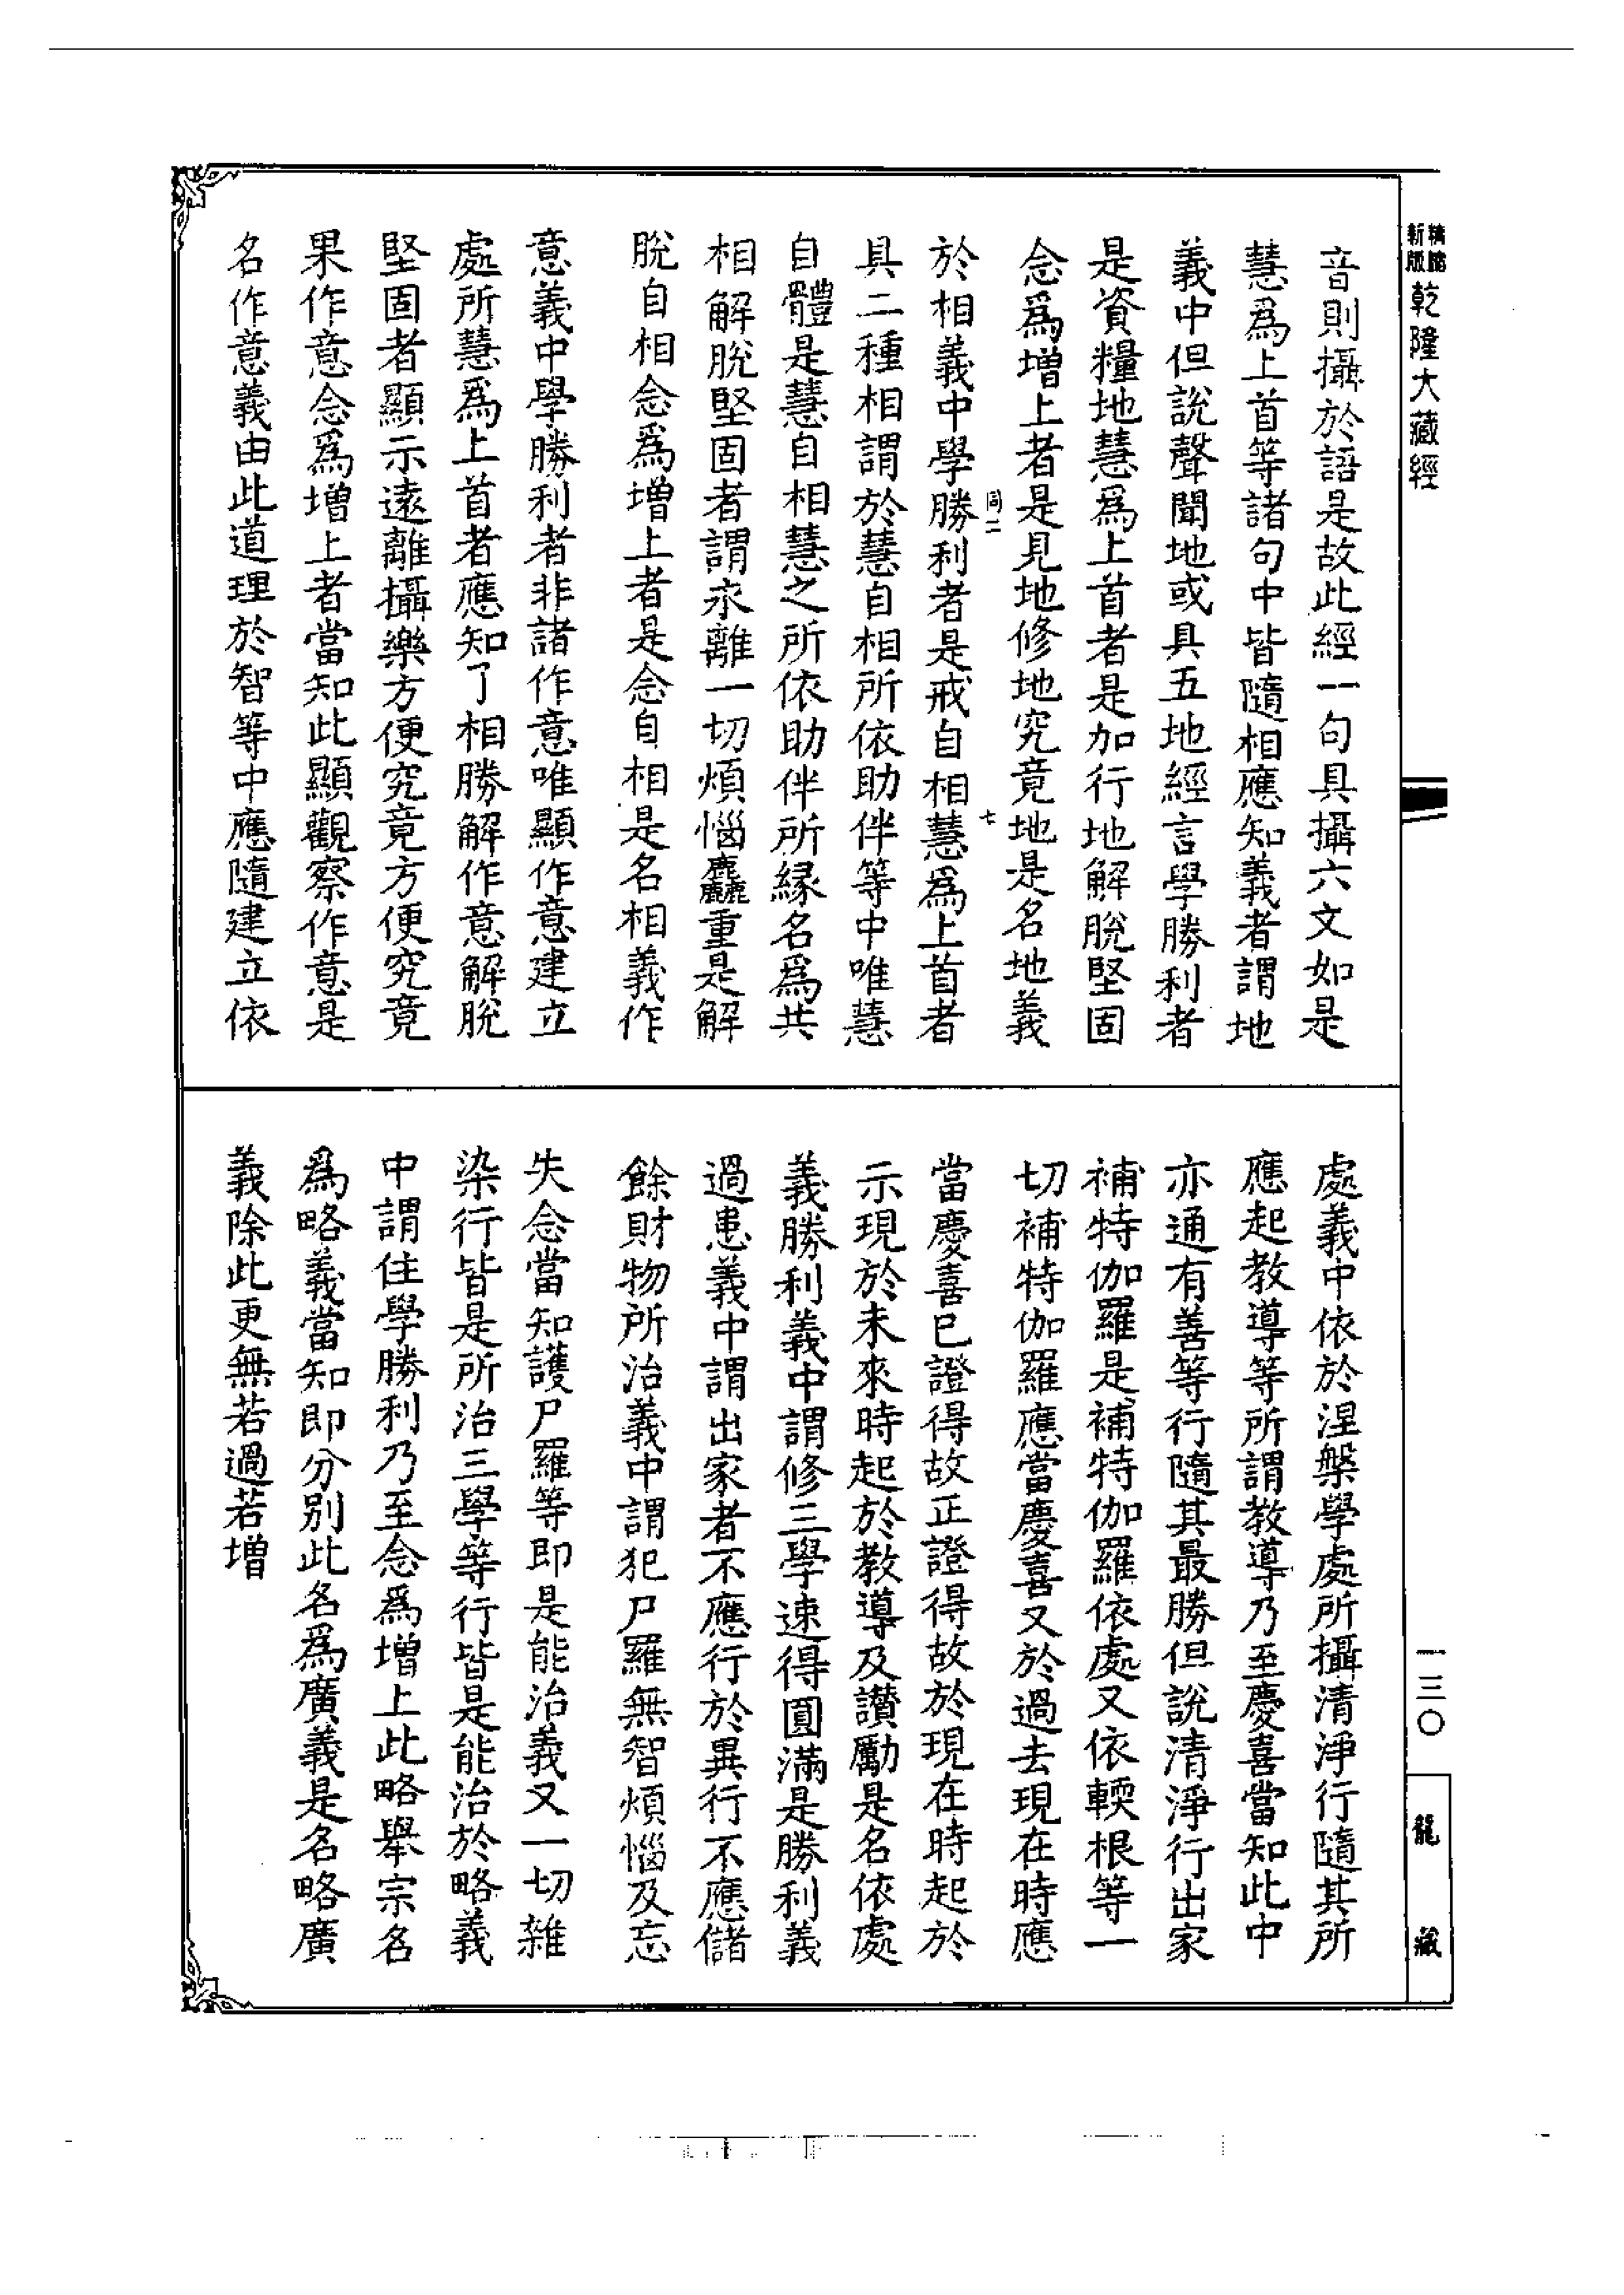 精縮新版乾隆大藏經
音則攝於語是故此經一句具攝六文如是
慧爲上首等諸句中皆隨相應知義者謂地
義中但說聲聞地或具五地經言學勝利者
是資糧地慧爲上首者是加行地解脫堅固
念爲增上者是見地修地究竟地是名地義
同二
七
於相義中學勝利者是戒自相慧爲上首者
具二種相謂於慧自相所依助伴等中唯慧
自體是慧自相慧之所依助伴所緣名爲共
相解脫堅固者謂永離一切煩惱麤重是解
脫自相念爲增上者是念自相是名相義作
意義中學勝利者非諸作意唯顯作意建立
處所慧爲上首者應知了相勝解作意解脫
堅固者顯示遠離攝樂方便究竟方便究竟
果作意念爲增上者當知此顯觀察作意是
名作意義由此道理於智等中應隨建立依
處義中依於涅槃學處所攝清淨行隨其所
應起教導等所謂教導乃至慶喜當知此中
亦通有善等行隨其最勝但說清淨行出家
補特伽羅是補特伽羅依處又依輭根等一
切補特伽羅應當慶喜又於過去現在時應
當慶喜已證得故正證得故於現在時起於
示現於未來時起於教導及讚勵是名依處
義勝利義中謂修三學速得圓滿是勝利義
過患義中謂出家者不應行於異行不應儲
餘財物所治義中謂犯尸羅無智煩惱及忘
失念當知護尸羅等即是能治義又一切雜
染行皆是所治三學等行皆是能治於略義
中謂住學勝利乃至念爲增上此略舉宗名
爲略義當知即分別此名爲廣義是名略廣
義除此更無若過若增
一三〇
龍藏